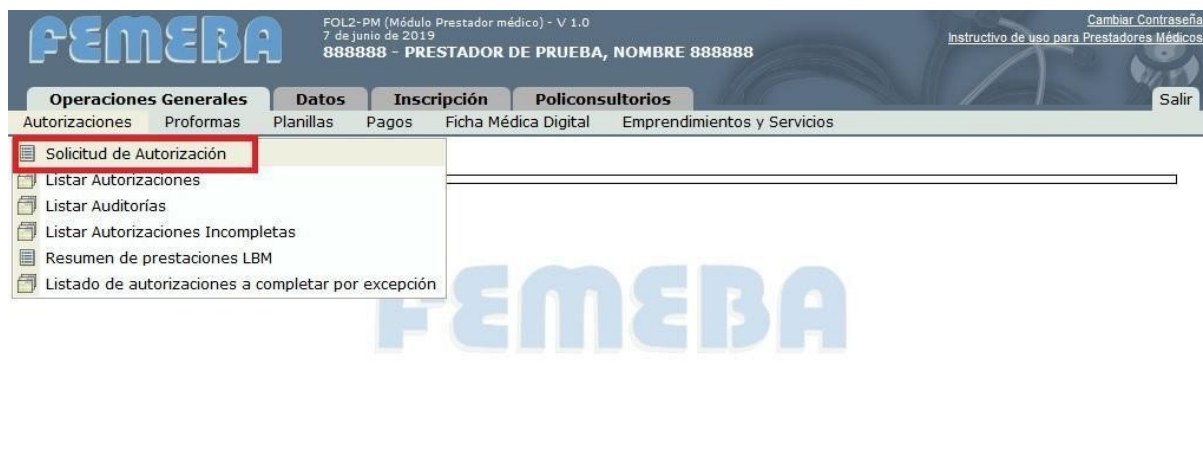 FEMEBA
FOL2-PM (Módulo Prestador médico) - V 1.0
7 de junio de 2019
888888 - PRESTADOR DE PRUEBA, NOMBRE 888888
Cambiar Contraseña
Instructivo de uso para Prestadores Médicos
Operaciones Generales Datos Inscripción Policonsultorios Salir
Autorizaciones Proformas Planillas Pagos Ficha Médica Digital Emprendimientos y Servicios
Solicitud de Autorización
Listar Autorizaciones
Listar Auditorías
Listar Autorizaciones Incompletas
Resumen de prestaciones LBM
Listado de autorizaciones a completar por excepción
FEMEBA